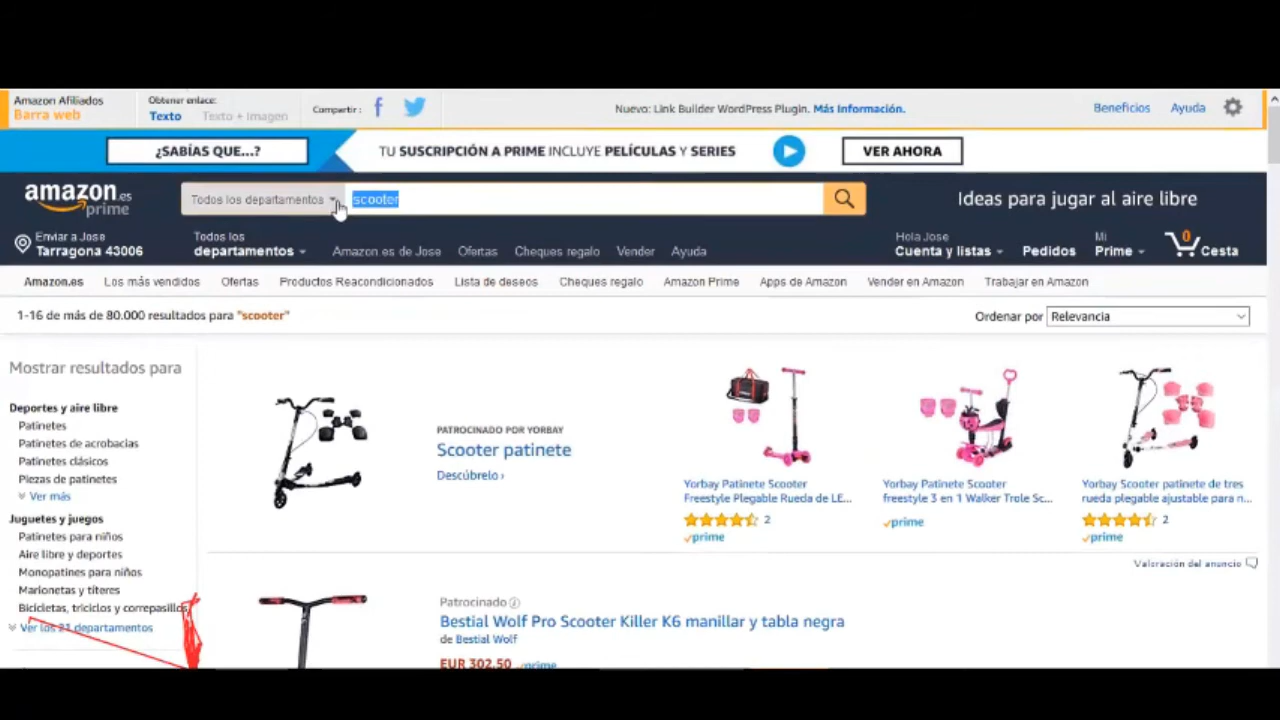 Amazon Afiliados
Barra web
Obtener enlace:
Texto Texto + Imagen
Compartir :
Nuevo: Link Builder WordPress Plugin. Más Información.
Beneficios Ayuda
¿SABÍAS QUE...?
TU SUSCRIPCIÓN A PRIME INCLUYE PELÍCULAS Y SERIES
VER AHORA
amazon.es
prime
Todos los departamentos
scooter
Ideas para jugar al aire libre
Enviar a Jose
Tarragona 43006
Todos los
departamentos
Amazon.es de Jose Ofertas Cheques regalo Vender Ayuda
Hola Jose
Cuenta y listas
Pedidos
Mi
Prime
0
Cesta
Amazon.es Los más vendidos Ofertas Productos Reacondicionados Lista de deseos Cheques regalo Amazon Prime Apps de Amazon Vender en Amazon Trabajar en Amazon
1-16 de más de 80.000 resultados para "scooter"
Ordenar por Relevancia
Mostrar resultados para
Deportes y aire libre
Patinetes
Patinetes de acrobacias
Patinetes clásicos
Piezas de patinetes
Ver más
Juguetes y juegos
Patinetes para niños
Aire libre y deportes
Monopatines para niños
Marionetas y títeres
Bicicletas, triciclos y correpasillos
Ver los 21 departamentos
PATROCINADO POR YORBAY
Scooter patinete
Descúbrelo ›
Yorbay Patinete Scooter
Freestyle Plegable Rueda de LE...
2
prime
Yorbay Patinete Scooter
freestyle 3 en 1 Walker Trole Sc...
prime
Yorbay Scooter patinete de tres
rueda plegable ajustable para n...
2
prime
Valoración del anuncio
Patrocinado
Bestial Wolf Pro Scooter Killer K6 manillar y tabla negra
de Bestial Wolf
EUR 302,50 prime